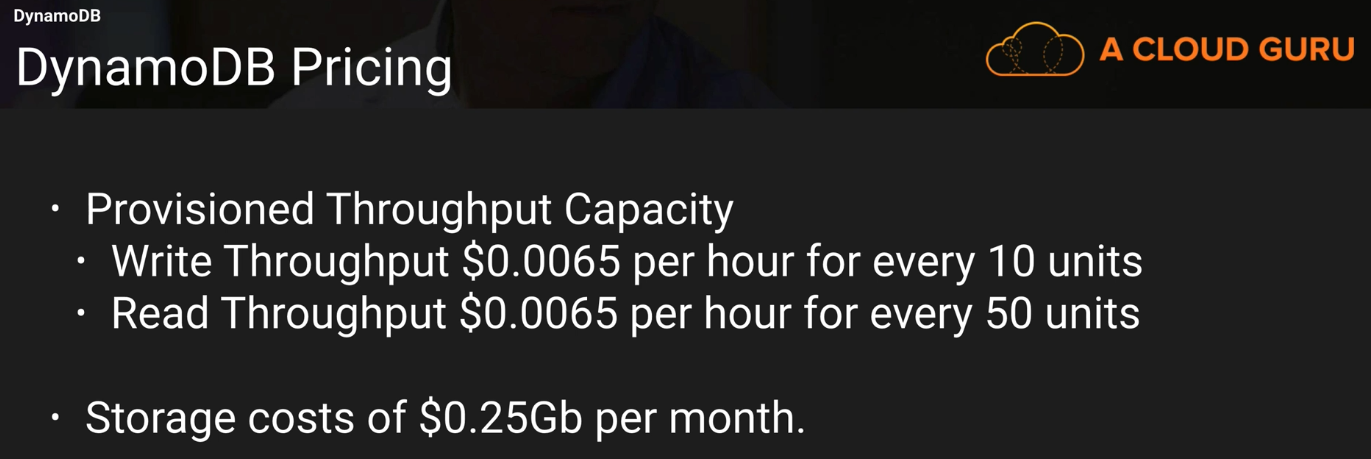 DynamoDB
DynamoDB Pricing
A CLOUD GURU
• Provisioned Throughput Capacity
• Write Throughput $0.0065 per hour for every 10 units
• Read Throughput $0.0065 per hour for every 50 units
• Storage costs of $0.25Gb per month.